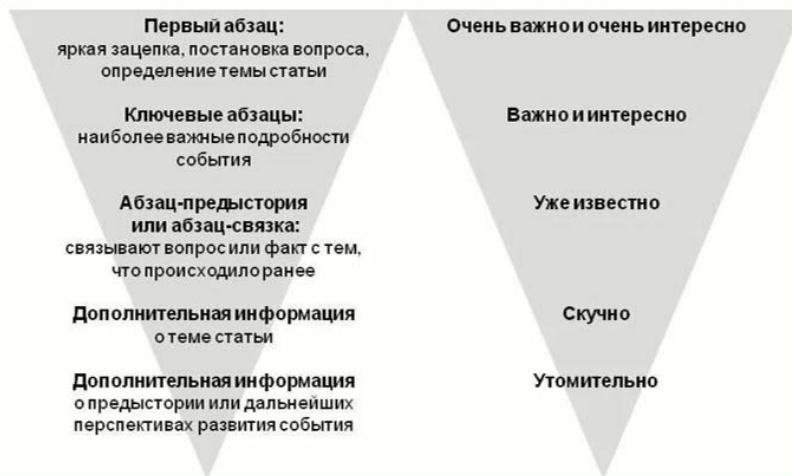 Первый абзац:
яркая зацепка, постановка вопроса,
определение темы статьи
Ключевые абзацы:
наиболее важные подробности
события
Абзац-предыстория
или абзац-связка:
связывают вопрос или факт с тем,
что происходило ранее
Дополнительная информация
о теме статьи
Дополнительная информация
о предыстории или дальнейших
перспективах развития события
Очень важно и очень интересно
Важно и интересно
Уже известно
Скучно
Утомительно